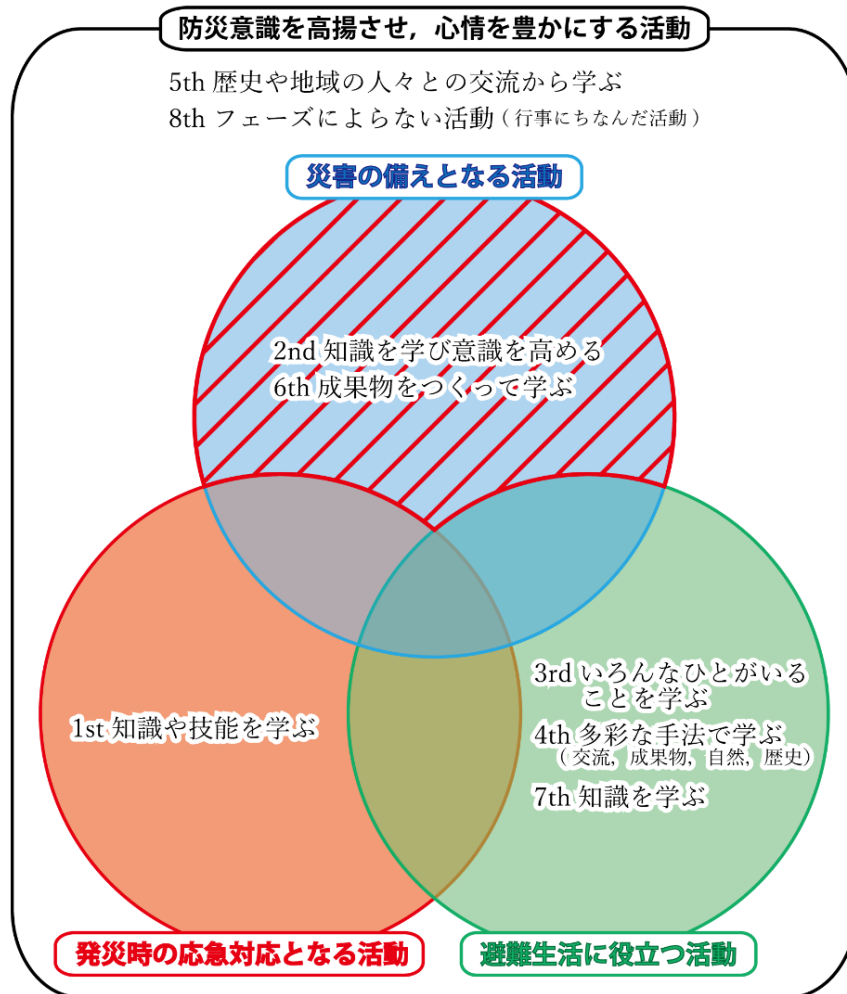 防災意識を高揚させ，心情を豊かにする活動
5th 歴史や地域の人々との交流から学ぶ
8th フェーズによらない活動（行事にちなんだ活動）
災害の備えとなる活動
2nd 知識を学び意識を高める
6th 成果物をつくって学ぶ
1st 知識や技能を学ぶ
3rd いろんなひとがいる
ことを学ぶ
4th 多彩な手法で学ぶ
（交流，成果物，自然，歴史）
7th 知識を学ぶ
発災時の応急対応となる活動
避難生活に役立つ活動